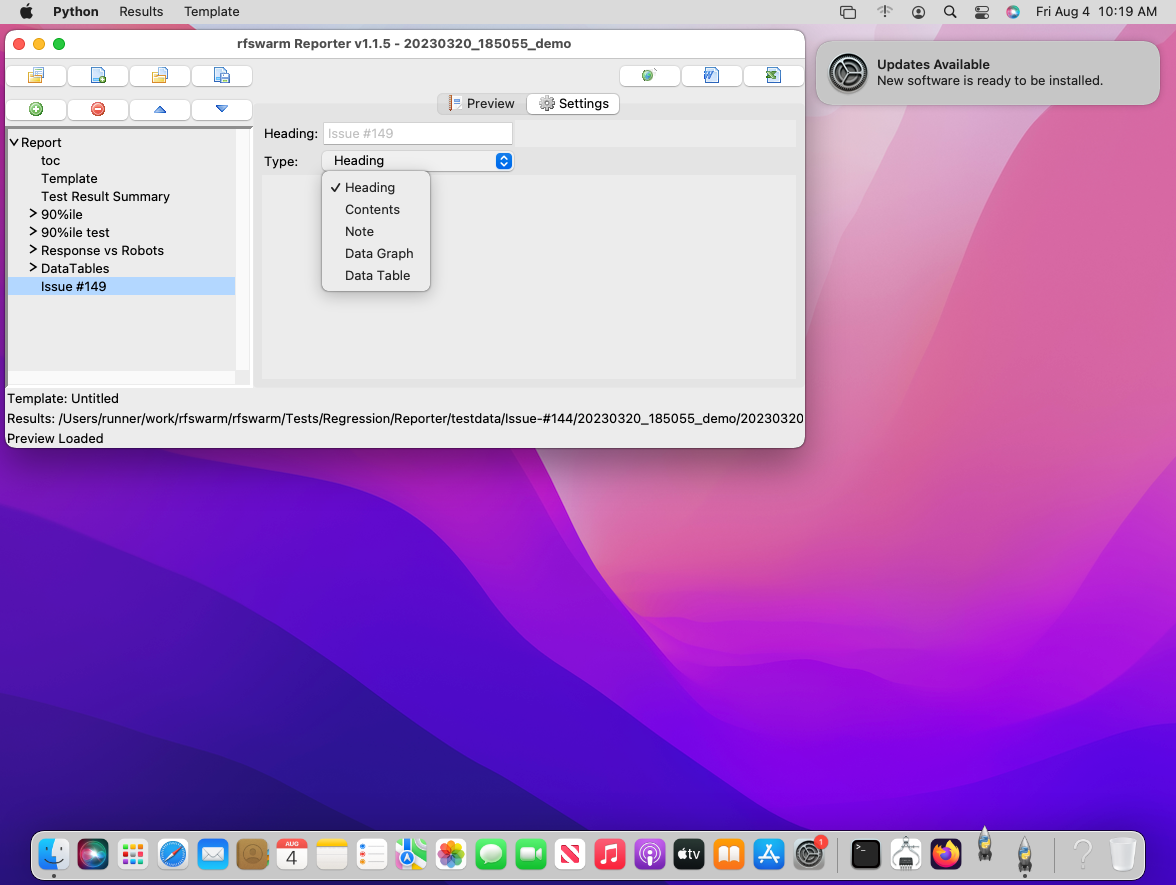 Python Results Template Fri Aug 4 10:19 AM
rfswarm Reporter v1.1.5 - 20230320_185055_demo
Updates Available
New software is ready to be installed.
Preview Settings
Heading: Issue #149
Type: Heading
Report
toc
Template
Test Result Summary
90%ile
90%ile test
Response vs Robots
DataTables
Issue #149
✓ Heading
Contents
Note
Data Graph
Data Table
Template: Untitled
Results: /Users/runner/work/rfswarm/rfswarm/Tests/Regression/Reporter/testdata/Issue-#144/20230320_185055_demo/20230320
Preview Loaded
AUG
4
tv
1
>_